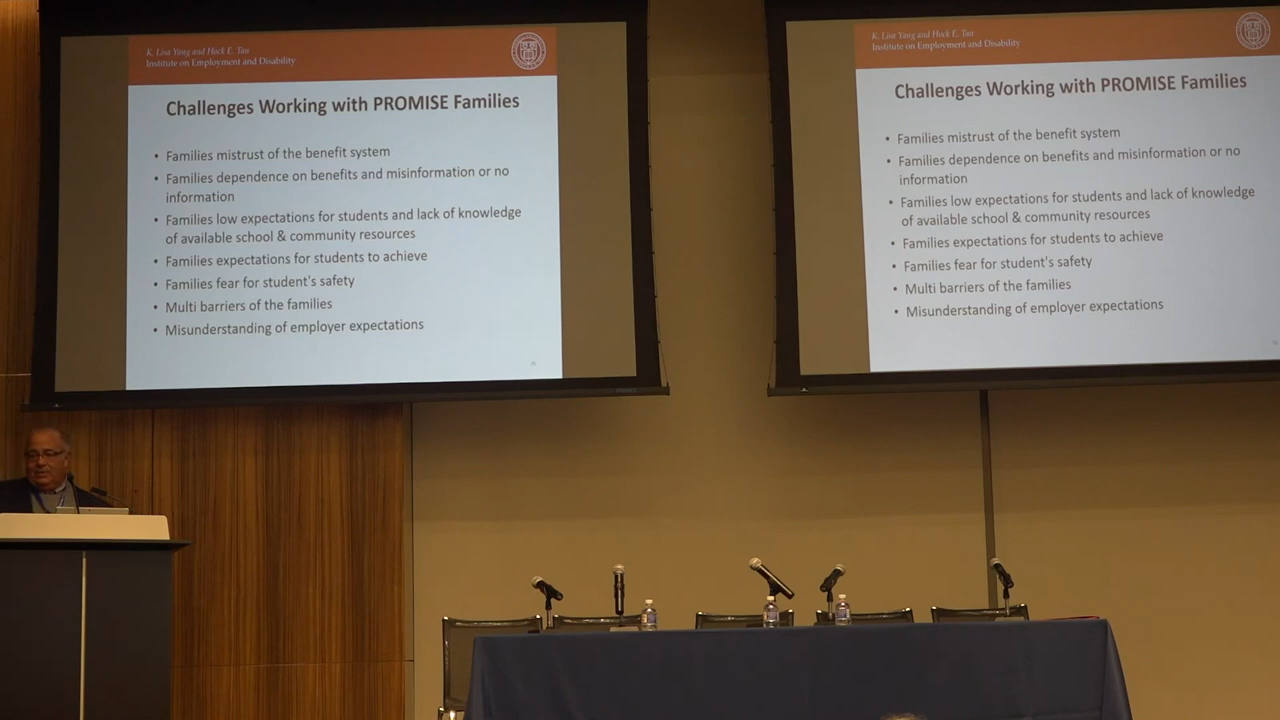 K. Lisa Yang and Hock E. Tan
Institute on Employment and Disability
Challenges Working with PROMISE Families
• Families mistrust of the benefit system
• Families dependence on benefits and misinformation or no
information
• Families low expectations for students and lack of knowledge
of available school & community resources
• Families expectations for students to achieve
• Families fear for student's safety
• Multi barriers of the families
• Misunderstanding of employer expectations
K. Lisa Yang and Hock E. Tan
Institute on Employment and Disability
Challenges Working with PROMISE Families
• Families mistrust of the benefit system
• Families dependence on benefits and misinformation or no
information
• Families low expectations for students and lack of knowledge
of available school & community resources
• Families expectations for students to achieve
• Families fear for student's safety
• Multi barriers of the families
• Misunderstanding of employer expectations